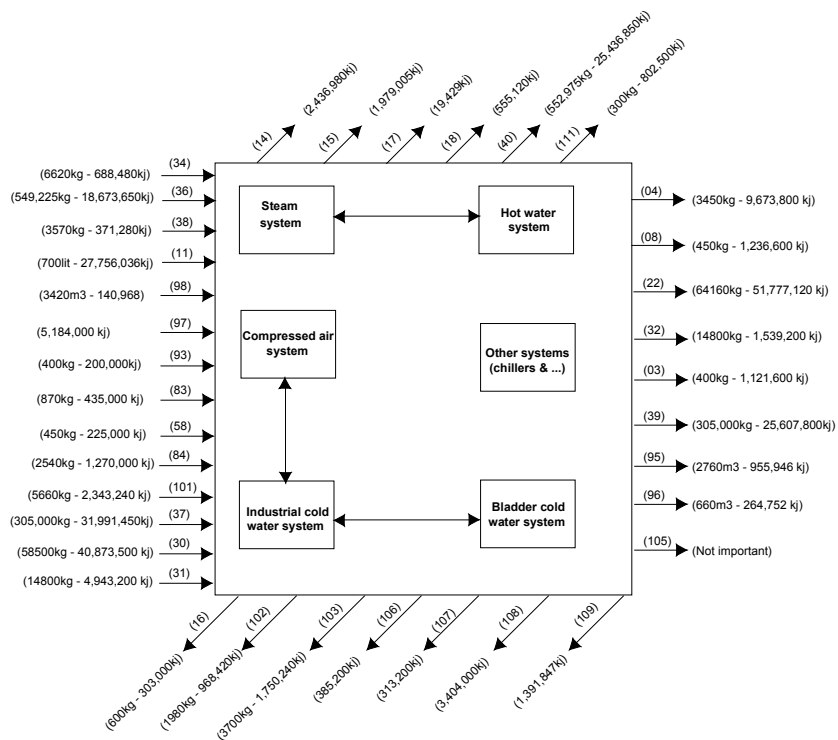 (14)
(2,436,980kj)
(15)
(1,979,005kj)
(17)
(19,429kj)
(18)
(555,120kj)
(40)
(552,975kg - 25,436,850kj)
(111)
(300kg - 802,500kj)
(6620kg - 688,480kj)
(34)
(549,225kg - 18,673,650kj)
(36)
(3570kg - 371,280kj)
(38)
(700lit - 27,756,036kj)
(11)
(3420m3 - 140,968)
(98)
(5,184,000 kj)
(97)
(400kg - 200,000kj)
(93)
(870kg - 435,000 kj)
(83)
(450kg - 225,000 kj)
(58)
(2540kg - 1,270,000 kj)
(84)
(5660kg - 2,343,240 kj)
(101)
(305,000kg - 31,991,450kj)
(37)
(58500kg - 40,873,500 kj)
(30)
(14800kg - 4,943,200 kj)
(31)
Steam
system
Hot water
system
Compressed air
system
Other systems
(chillers & ...)
Industrial cold
water system
Bladder cold
water system
(04)
(3450kg - 9,673,800 kj)
(08)
(450kg - 1,236,600 kj)
(22)
(64160kg - 51,777,120 kj)
(32)
(14800kg - 1,539,200 kj)
(03)
(400kg - 1,121,600 kj)
(39)
(305,000kg - 25,607,800kj)
(95)
(2760m3 - 955,946 kj)
(96)
(660m3 - 264,752 kj)
(105)
(Not important)
(16)
(600kg - 303,000kj)
(102)
(1980kg - 968,420kj)
(103)
(3700kg - 1,750,240kj)
(106)
(385,200kj)
(107)
(313,200kj)
(108)
(3,404,000kj)
(109)
(1,391,847kj)